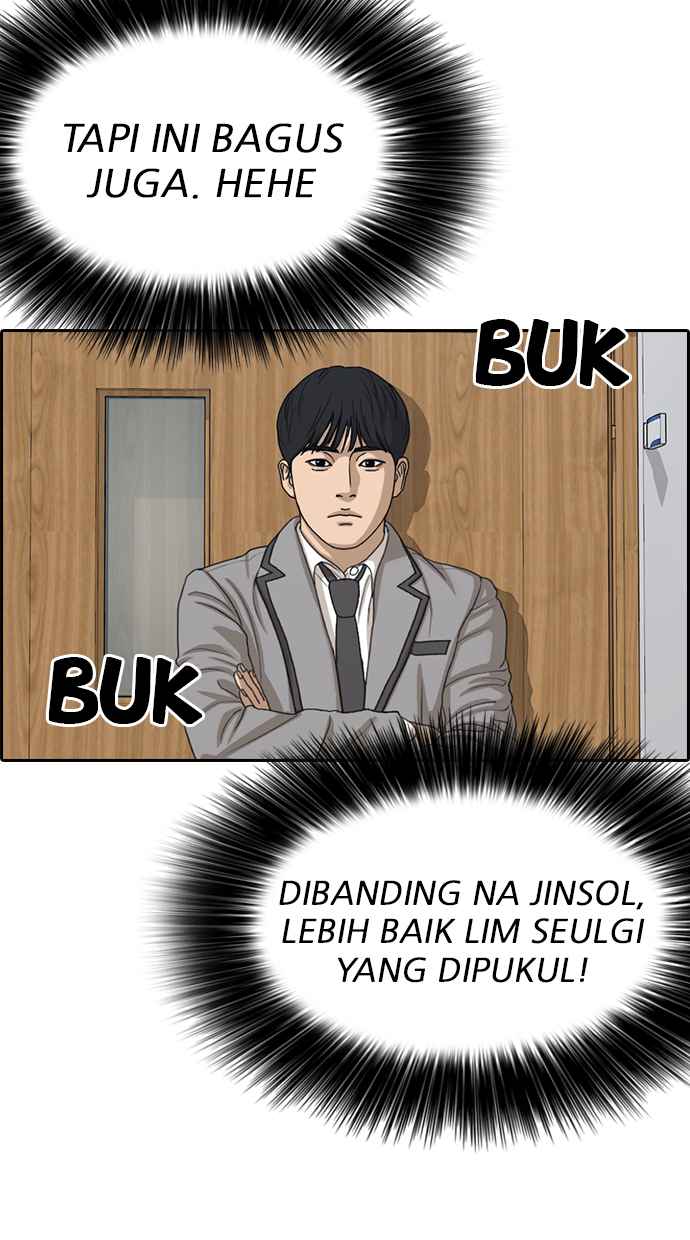 TAPI INI BAGUS
JUGA. HEHE
BUK
BUK
DIBANDING NA JINSOL,
LEBIH BAIK LIM SEULGI
YANG DIPUKUL!